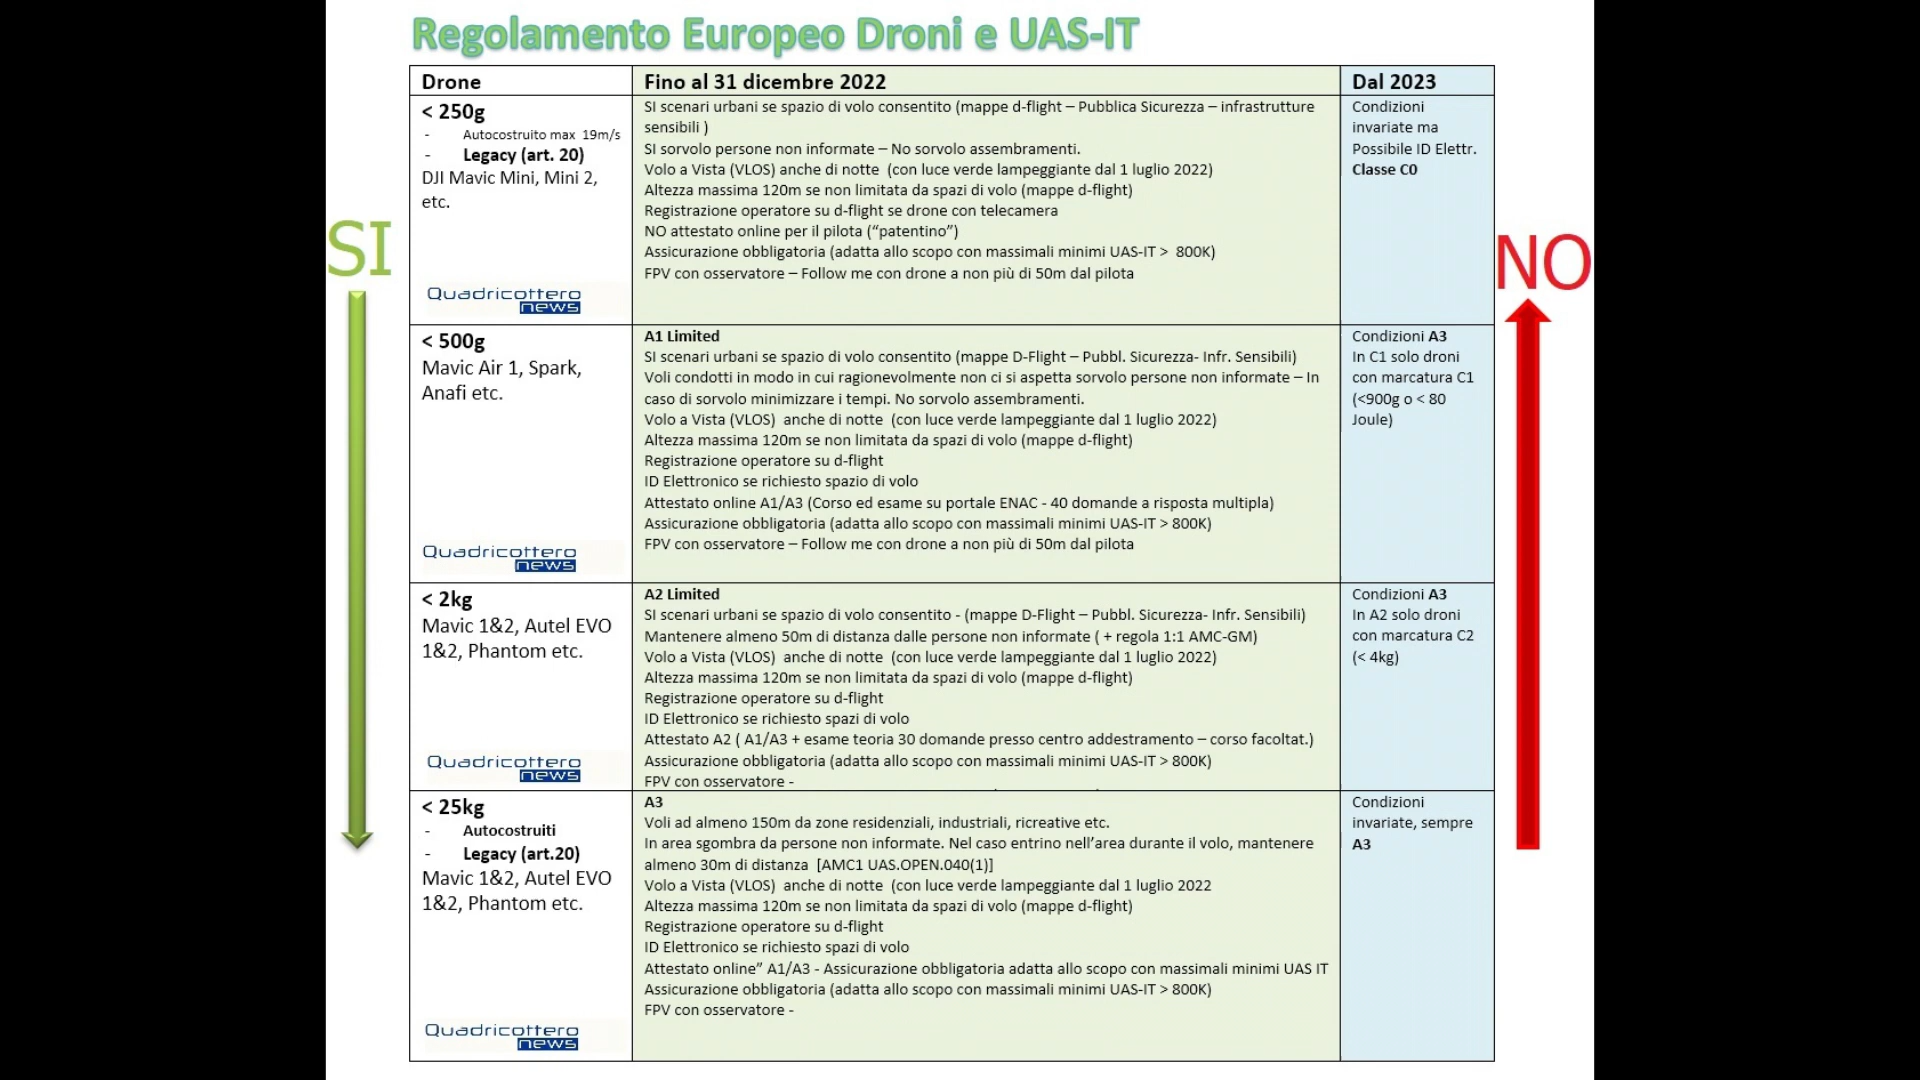 Regolamento Europeo Droni e UAS-IT
Drone
Fino al 31 dicembre 2022
Dal 2023
< 250g
- Autocostruito max 19m/s
- Legacy (art. 20)
DJI Mavic Mini, Mini 2,
etc.
Quadricottero
news
SI scenari urbani se spazio di volo consentito (mappe d-flight – Pubblica Sicurezza – infrastrutture
sensibili )
SI sorvolo persone non informate – No sorvolo assembramenti.
Volo a Vista (VLOS) anche di notte (con luce verde lampeggiante dal 1 luglio 2022)
Altezza massima 120m se non limitata da spazi di volo (mappe d-flight)
Registrazione operatore su d-flight se drone con telecamera
NO attestato online per il pilota (“patentino”)
Assicurazione obbligatoria (adatta allo scopo con massimali minimi UAS-IT > 800K)
FPV con osservatore – Follow me con drone a non più di 50m dal pilota
Condizioni
invariate ma
Possibile ID Elettr.
Classe C0
SI
NO
< 500g
Mavic Air 1, Spark,
Anafi etc.
Quadricottero
news
A1 Limited
SI scenari urbani se spazio di volo consentito (mappe D-Flight – Pubbl. Sicurezza- Infr. Sensibili)
Voli condotti in modo in cui ragionevolmente non ci si aspetta sorvolo persone non informate – In
caso di sorvolo minimizzare i tempi. No sorvolo assembramenti.
Volo a Vista (VLOS) anche di notte (con luce verde lampeggiante dal 1 luglio 2022)
Altezza massima 120m se non limitata da spazi di volo (mappe d-flight)
Registrazione operatore su d-flight
ID Elettronico se richiesto spazio di volo
Attestato online A1/A3 (Corso ed esame su portale ENAC - 40 domande a risposta multipla)
Assicurazione obbligatoria (adatta allo scopo con massimali minimi UAS-IT > 800K)
FPV con osservatore – Follow me con drone a non più di 50m dal pilota
Condizioni A3
In C1 solo droni
con marcatura C1
(<900g o < 80
Joule)
< 2kg
Mavic 1&2, Autel EVO
1&2, Phantom etc.
Quadricottero
news
A2 Limited
SI scenari urbani se spazio di volo consentito - (mappe D-Flight – Pubbl. Sicurezza- Infr. Sensibili)
Mantenere almeno 50m di distanza dalle persone non informate ( + regola 1:1 AMC-GM)
Volo a Vista (VLOS) anche di notte (con luce verde lampeggiante dal 1 luglio 2022)
Altezza massima 120m se non limitata da spazi di volo (mappe d-flight)
Registrazione operatore su d-flight
ID Elettronico se richiesto spazi di volo
Attestato A2 ( A1/A3 + esame teoria 30 domande presso centro addestramento – corso facoltat.)
Assicurazione obbligatoria (adatta allo scopo con massimali minimi UAS-IT > 800K)
FPV con osservatore -
Condizioni A3
In A2 solo droni
con marcatura C2
(< 4kg)
< 25kg
- Autocostruiti
- Legacy (art.20)
Mavic 1&2, Autel EVO
1&2, Phantom etc.
Quadricottero
news
A3
Voli ad almeno 150m da zone residenziali, industriali, ricreative etc.
In area sgombra da persone non informate. Nel caso entrino nell’area durante il volo, mantenere
almeno 30m di distanza [AMC1 UAS.OPEN.040(1)]
Volo a Vista (VLOS) anche di notte (con luce verde lampeggiante dal 1 luglio 2022
Altezza massima 120m se non limitata da spazi di volo (mappe d-flight)
Registrazione operatore su d-flight
ID Elettronico se richiesto spazi di volo
Attestato online” A1/A3 - Assicurazione obbligatoria adatta allo scopo con massimali minimi UAS IT
Assicurazione obbligatoria (adatta allo scopo con massimali minimi UAS-IT > 800K)
FPV con osservatore -
Condizioni
invariate, sempre
A3